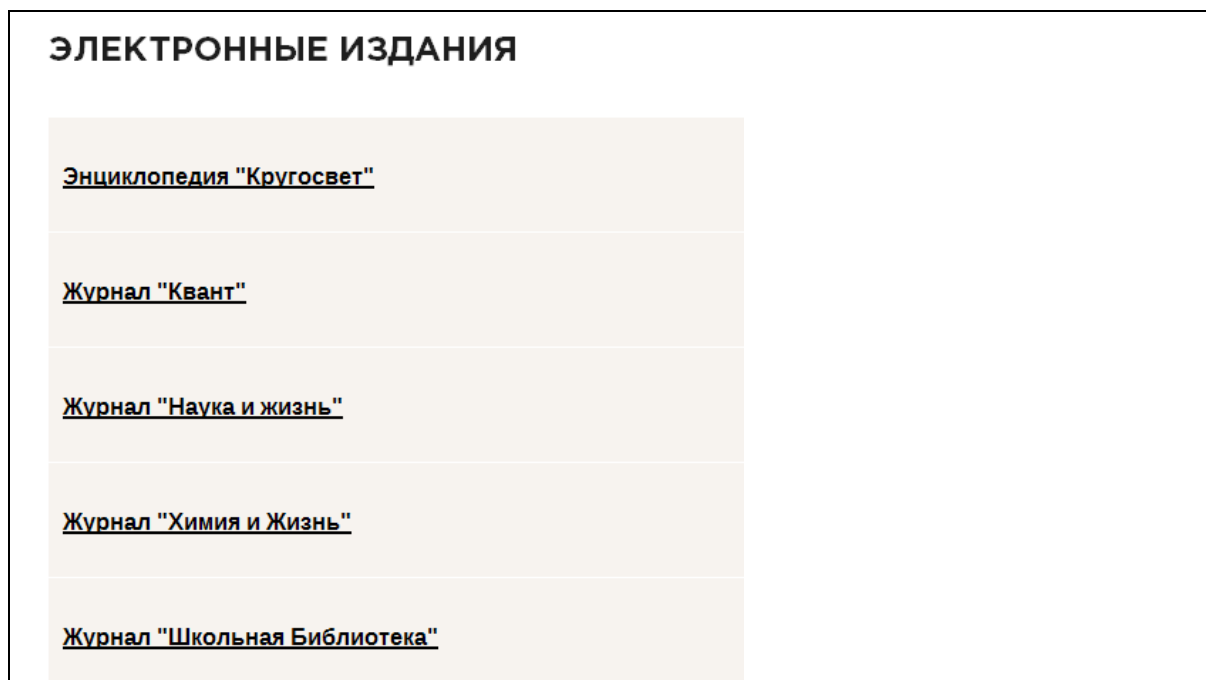 ЭЛЕКТРОННЫЕ ИЗДАНИЯ
Энциклопедия "Кругосвет"
Журнал "Квант"
Журнал "Наука и жизнь"
Журнал "Химия и Жизнь"
Журнал "Школьная Библиотека"